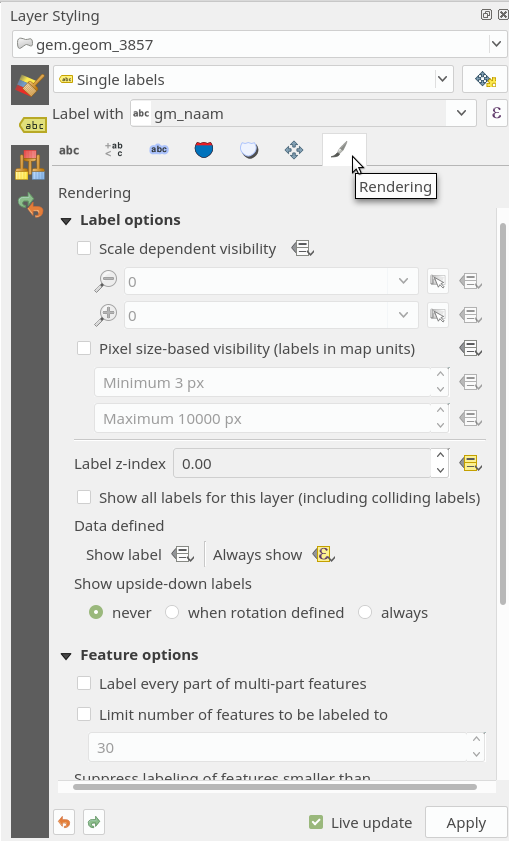 Layer Styling
gem.geom_3857
abc Single labels
abc
Label with abc gm_naam ε
abc +ab < c abc
Rendering
Rendering
Label options
Scale dependent visibility
0
0
Pixel size-based visibility (labels in map units)
Minimum 3 px
Maximum 10000 px
Label z-index 0.00
Show all labels for this layer (including colliding labels)
Data defined
Show label Always show ε
Show upside-down labels
never when rotation defined always
Feature options
Label every part of multi-part features
Limit number of features to be labeled to
30
Suppress labeling of features smaller than
Live update Apply